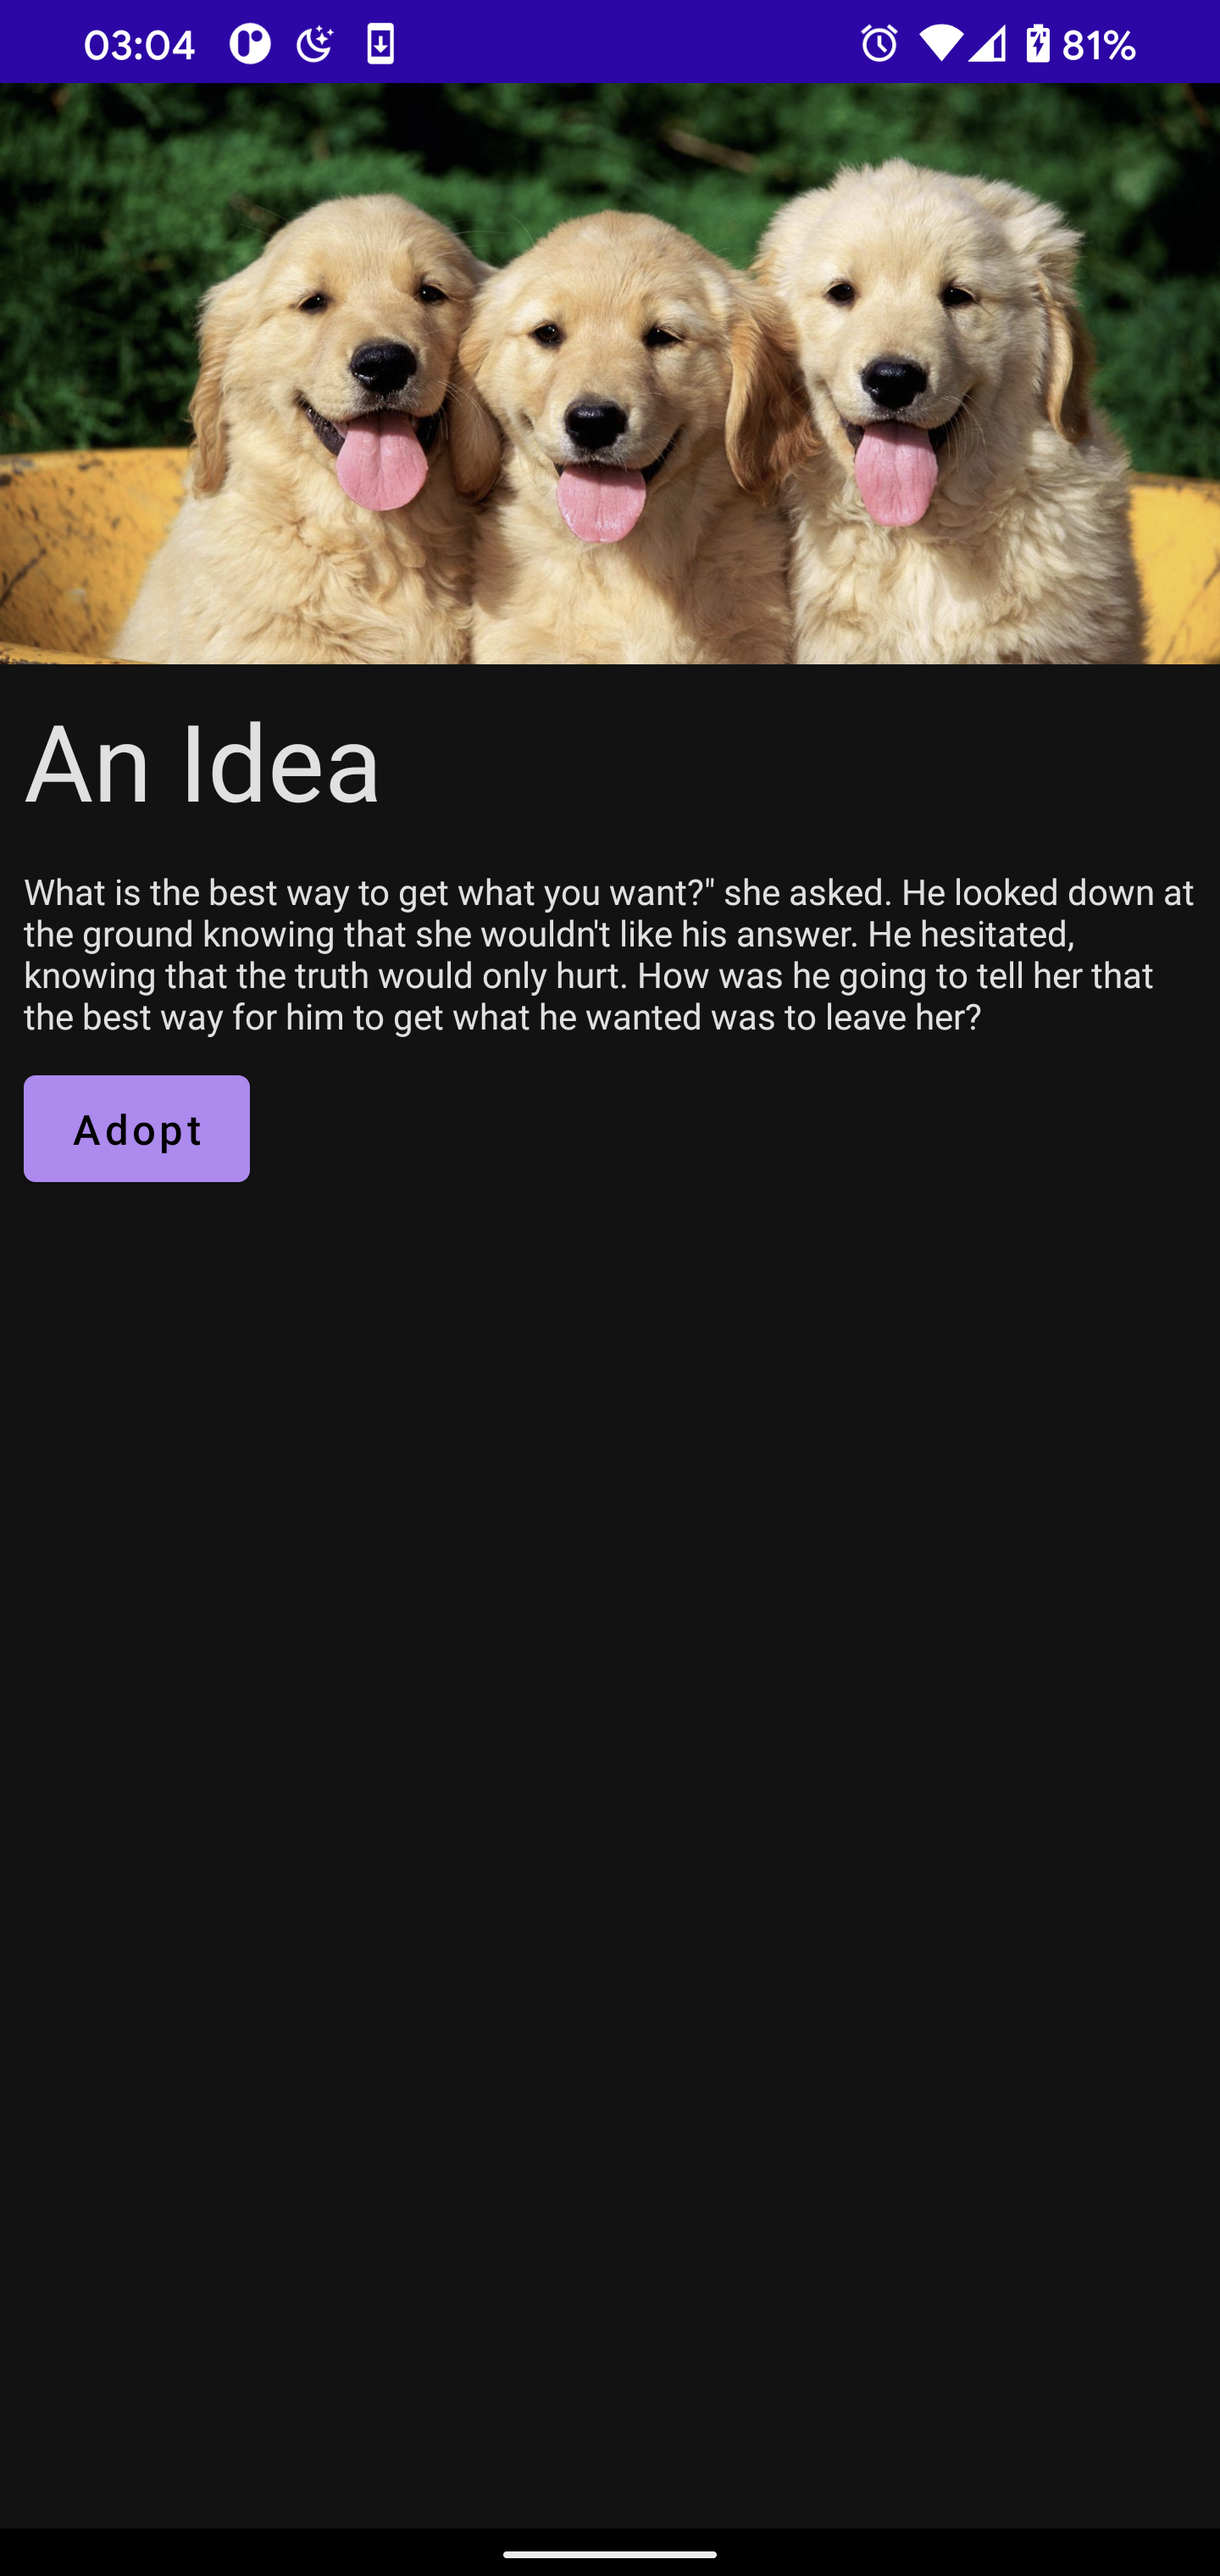 03:04 81%
An Idea
What is the best way to get what you want?" she asked. He looked down at
the ground knowing that she wouldn't like his answer. He hesitated,
knowing that the truth would only hurt. How was he going to tell her that
the best way for him to get what he wanted was to leave her?
Adopt